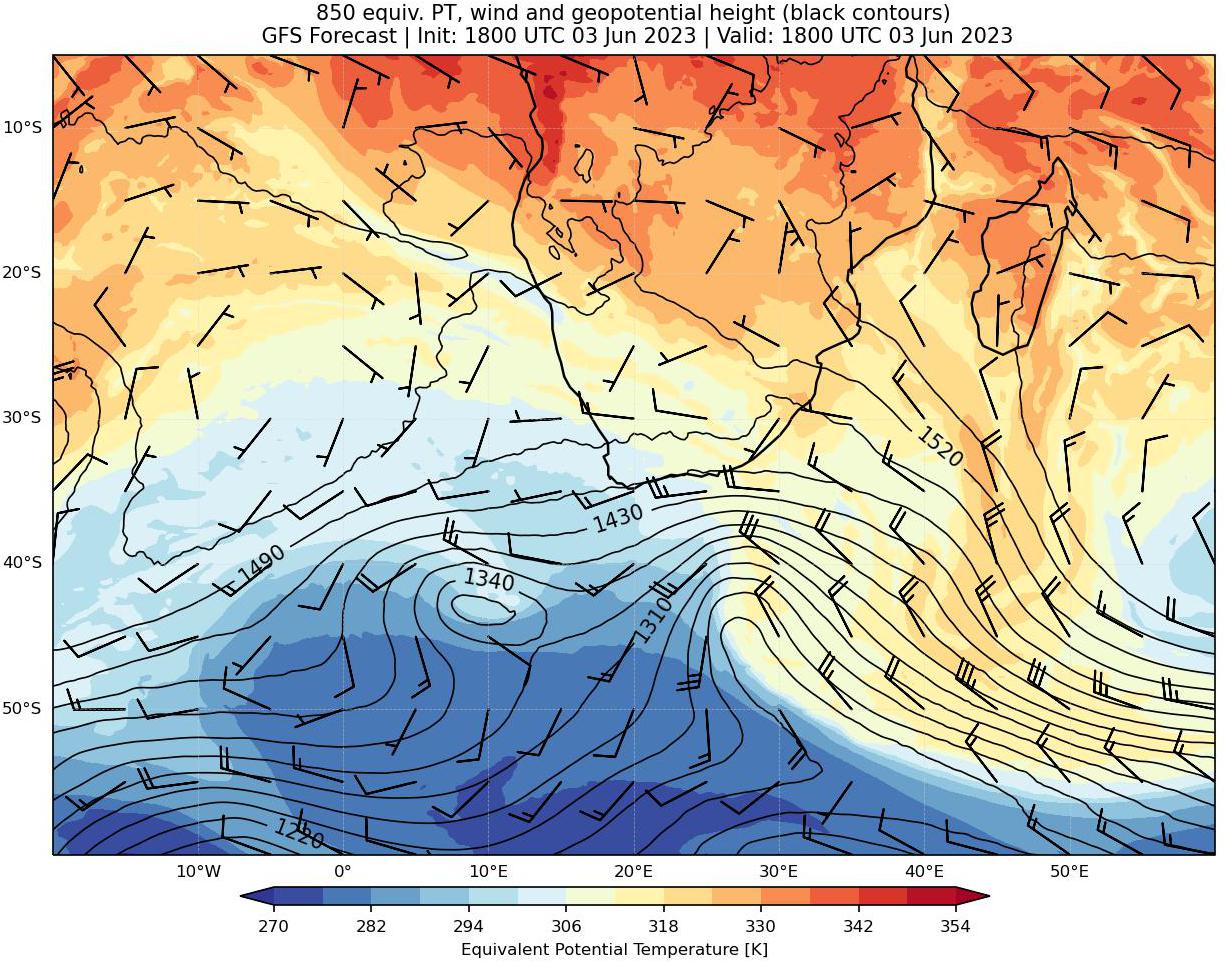 850 equiv. PT, wind and geopotential height (black contours)
GFS Forecast | Init: 1800 UTC 03 Jun 2023 | Valid: 1800 UTC 03 Jun 2023
10°S
20°S
30°S
1520
1430
1490
40°S
1340
1310
50°S
1220
10°W 0° 10°E 20°E 30°E 40°E 50°E
270 282 294 306 318 330 342 354
Equivalent Potential Temperature [K]